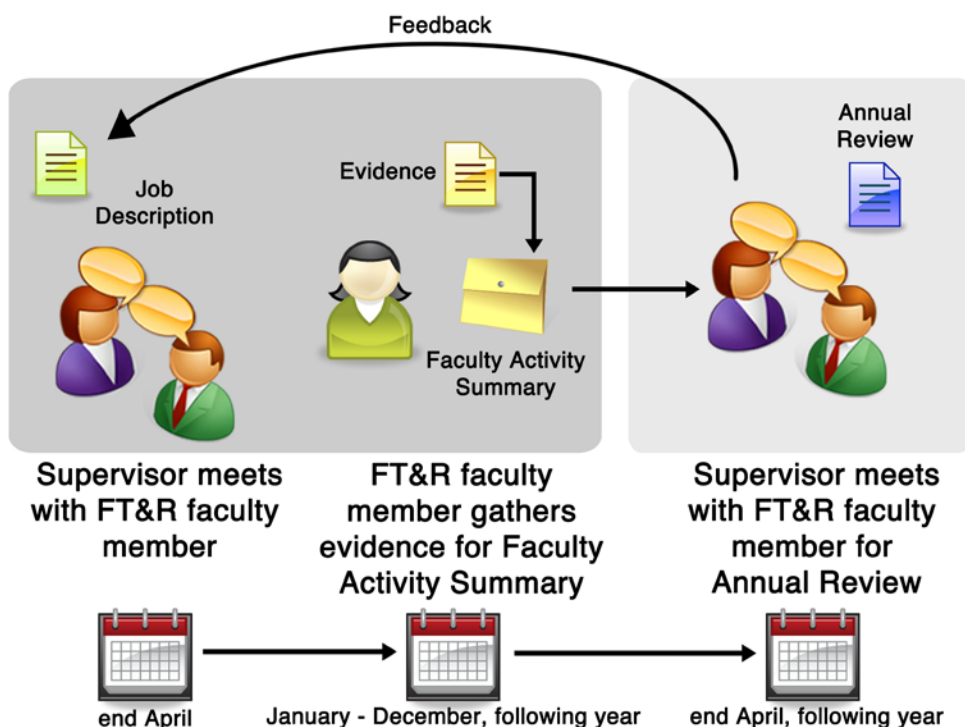 Feedback
Job
Description
Evidence
Faculty Activity
Summary
Annual
Review
Supervisor meets
with FT&R faculty
member
FT&R faculty
member gathers
evidence for Faculty
Activity Summary
Supervisor meets
with FT&R faculty
member for
Annual Review
end April
January - December, following year
end April, following year